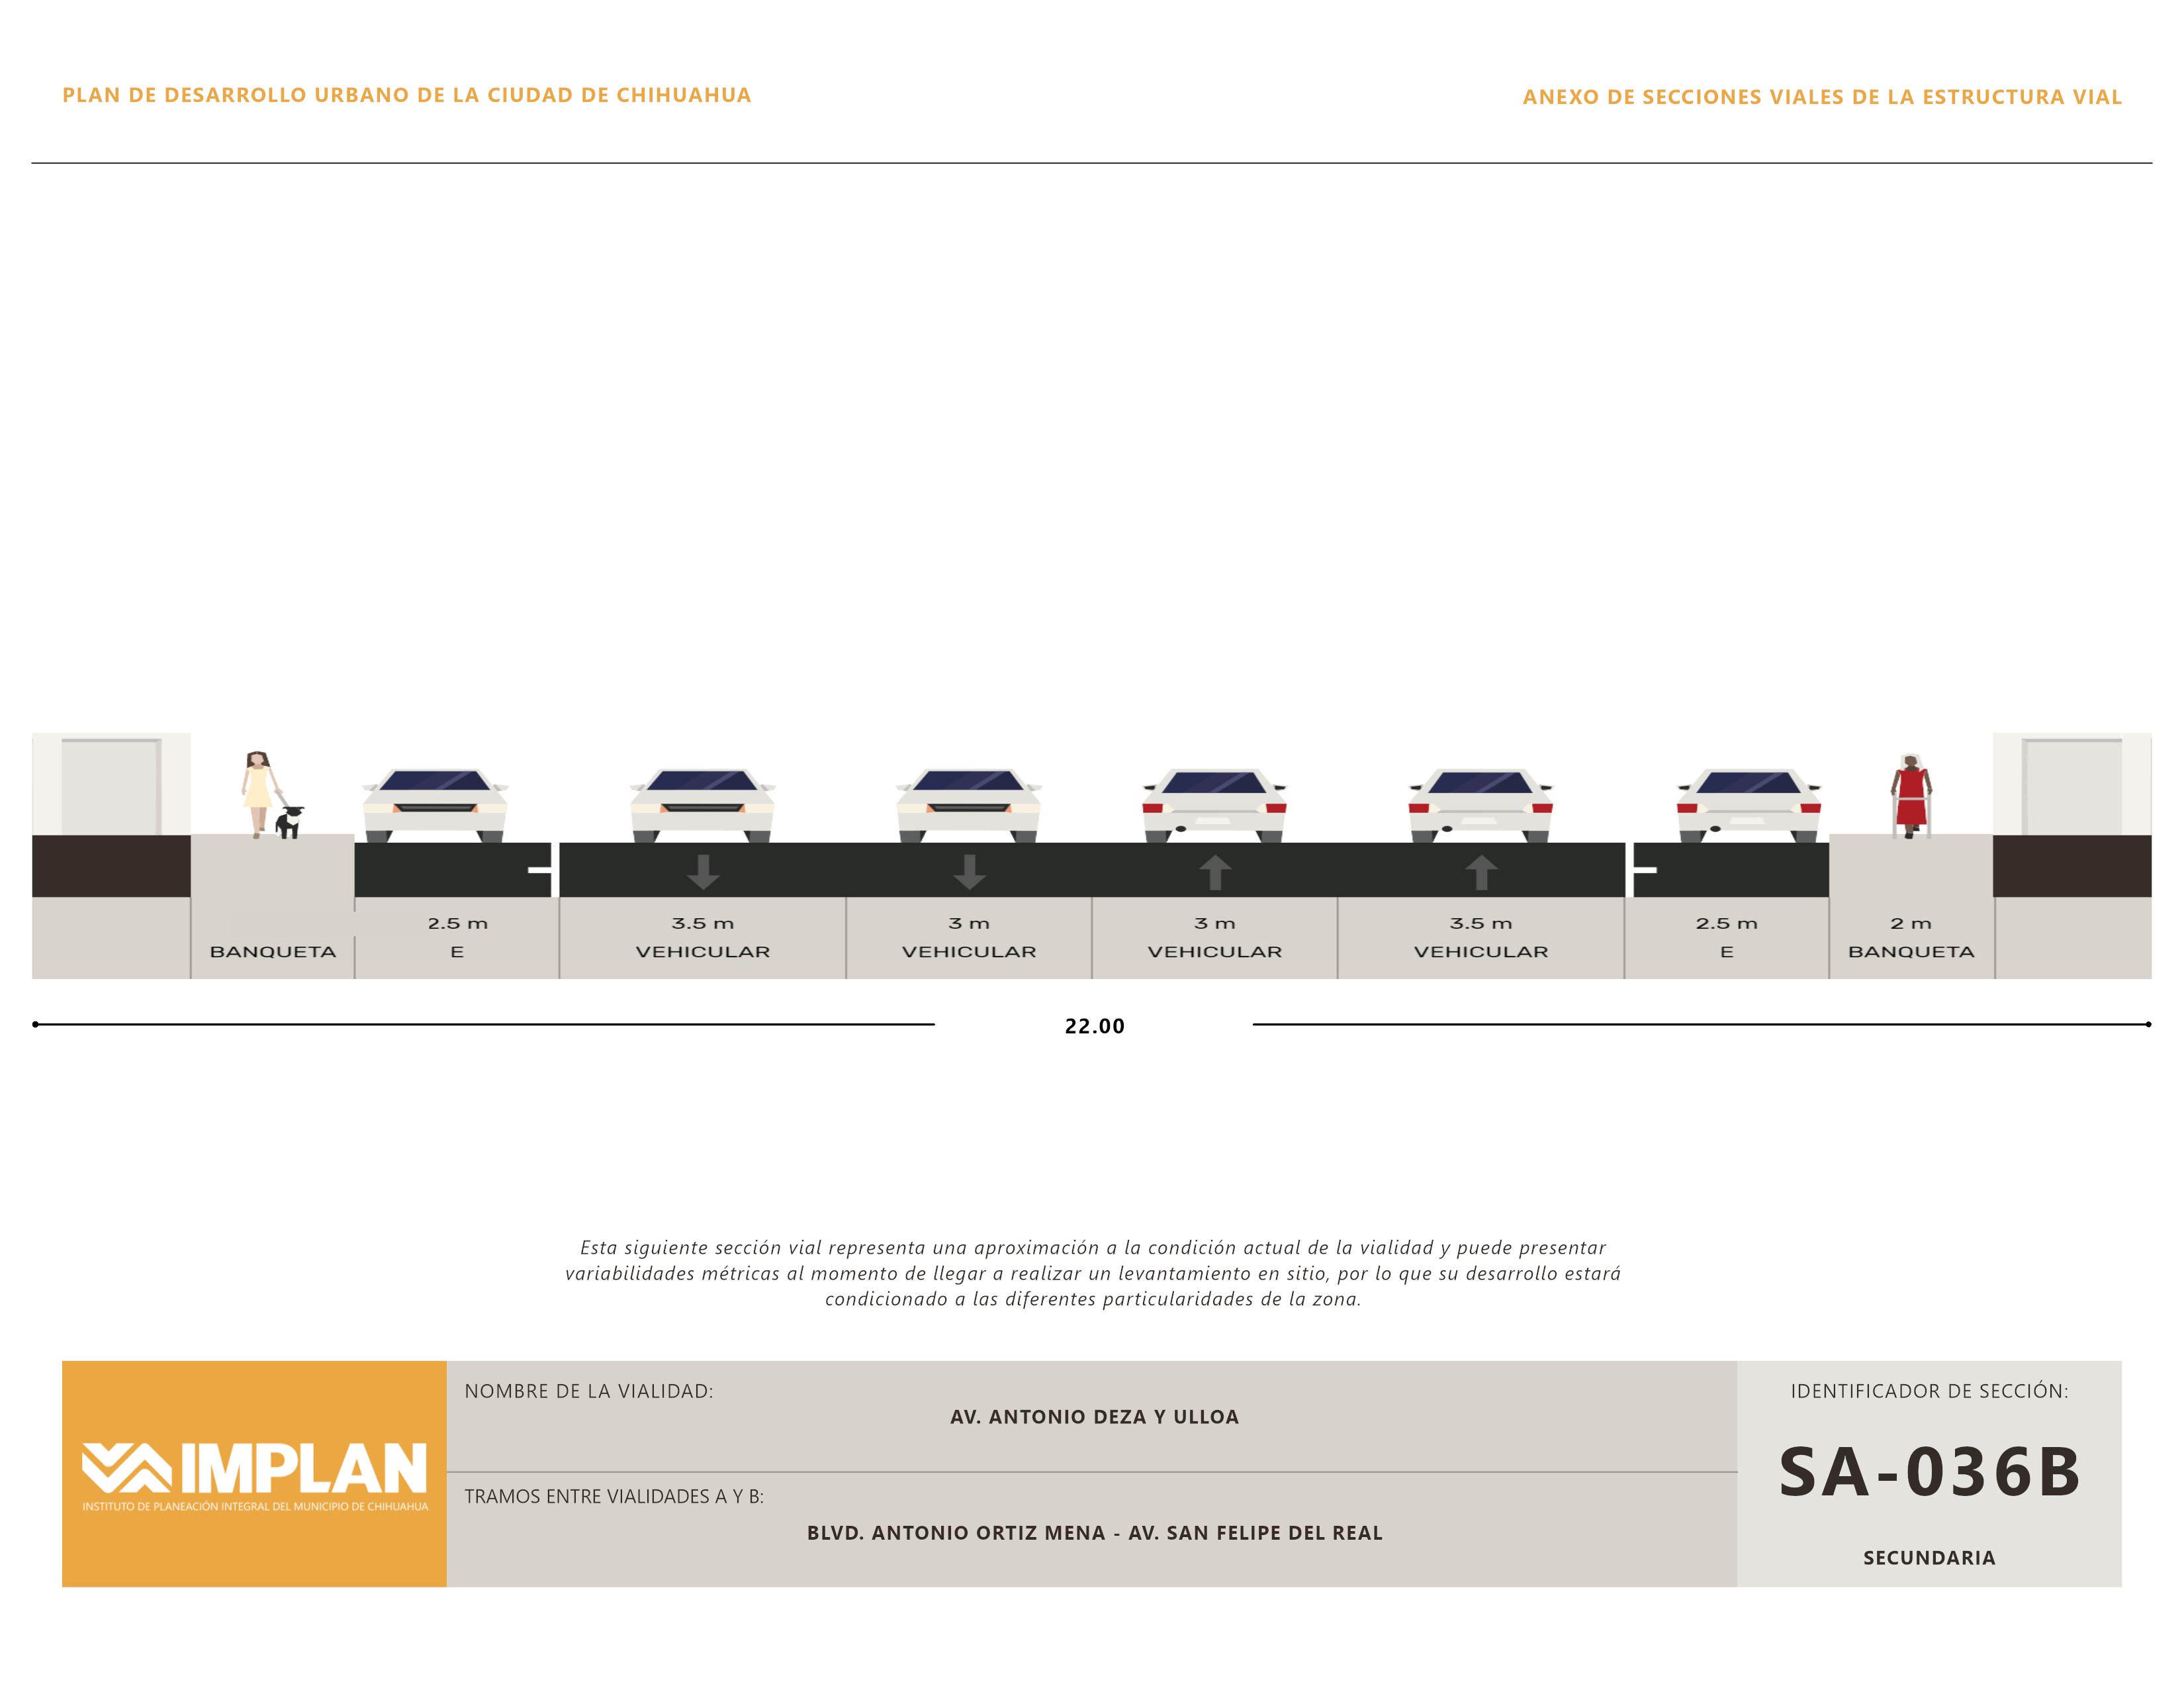 PLAN DE DESARROLLO URBANO DE LA CIUDAD DE CHIHUAHUA
ANEXO DE SECCIONES VIALES DE LA ESTRUCTURA VIAL
2.5 m 3.5 m 3 m 3 m 3.5 m 2.5 m 2 m
BANQUETA E VEHICULAR VEHICULAR VEHICULAR VEHICULAR E BANQUETA
22.00
Esta siguiente sección vial representa una aproximación a la condición actual de la vialidad y puede presentar
variabilidades métricas al momento de llegar a realizar un levantamiento en sitio, por lo que su desarrollo estará
condicionado a las diferentes particularidades de la zona.
IMPLAN
INSTITUTO DE PLANEACIÓN INTEGRAL DEL MUNICIPIO DE CHIHUAHUA
NOMBRE DE LA VIALIDAD:
AV. ANTONIO DEZA Y ULLOA
TRAMOS ENTRE VIALIDADES A Y B:
BLVD. ANTONIO ORTIZ MENA - AV. SAN FELIPE DEL REAL
IDENTIFICADOR DE SECCIÓN:
SA-036B
SECUNDARIA